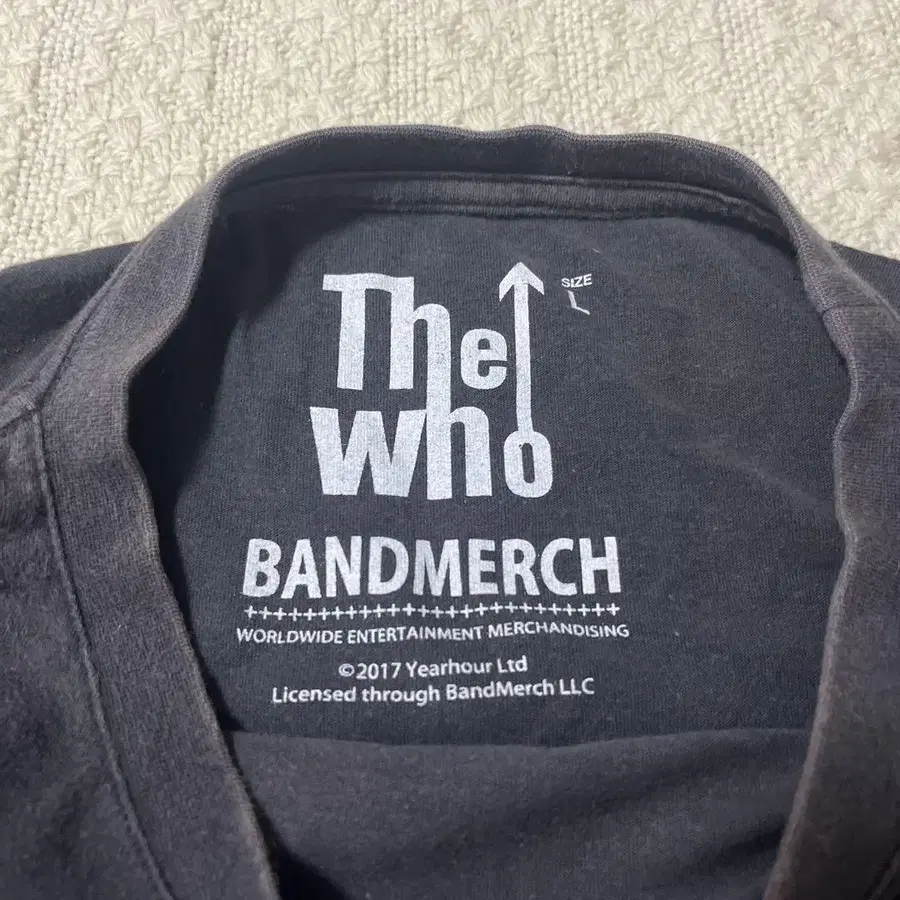 The
Who
SIZE
L
BANDMERCH
+++++++++++++++++++++++++++++++++
WORLDWIDE ENTERTAINMENT MERCHANDISING
©2017 Yearhour Ltd
Licensed through BandMerch LLC